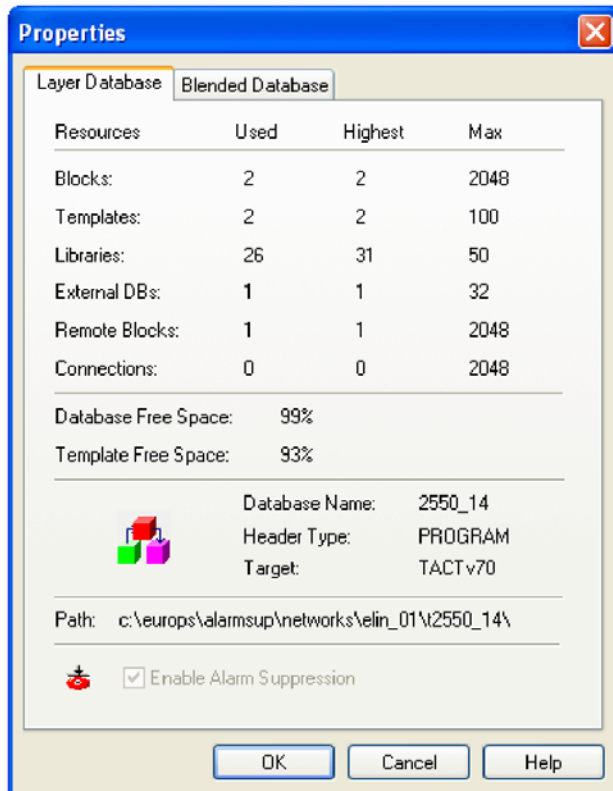 Properties
Layer Database Blended Database
Resources Used Highest Max
Blocks: 2 2 2048
Templates: 2 2 100
Libraries: 26 31 50
External DBs: 1 1 32
Remote Blocks: 1 1 2048
Connections: 0 0 2048
Database Free Space: 99%
Template Free Space: 93%
Database Name: 2550_14
Header Type: PROGRAM
Target: TACTv70
Path: c:\europs\alarmsup\networks\elin_01\t2550_14\
Enable Alarm Suppression
OK Cancel Help